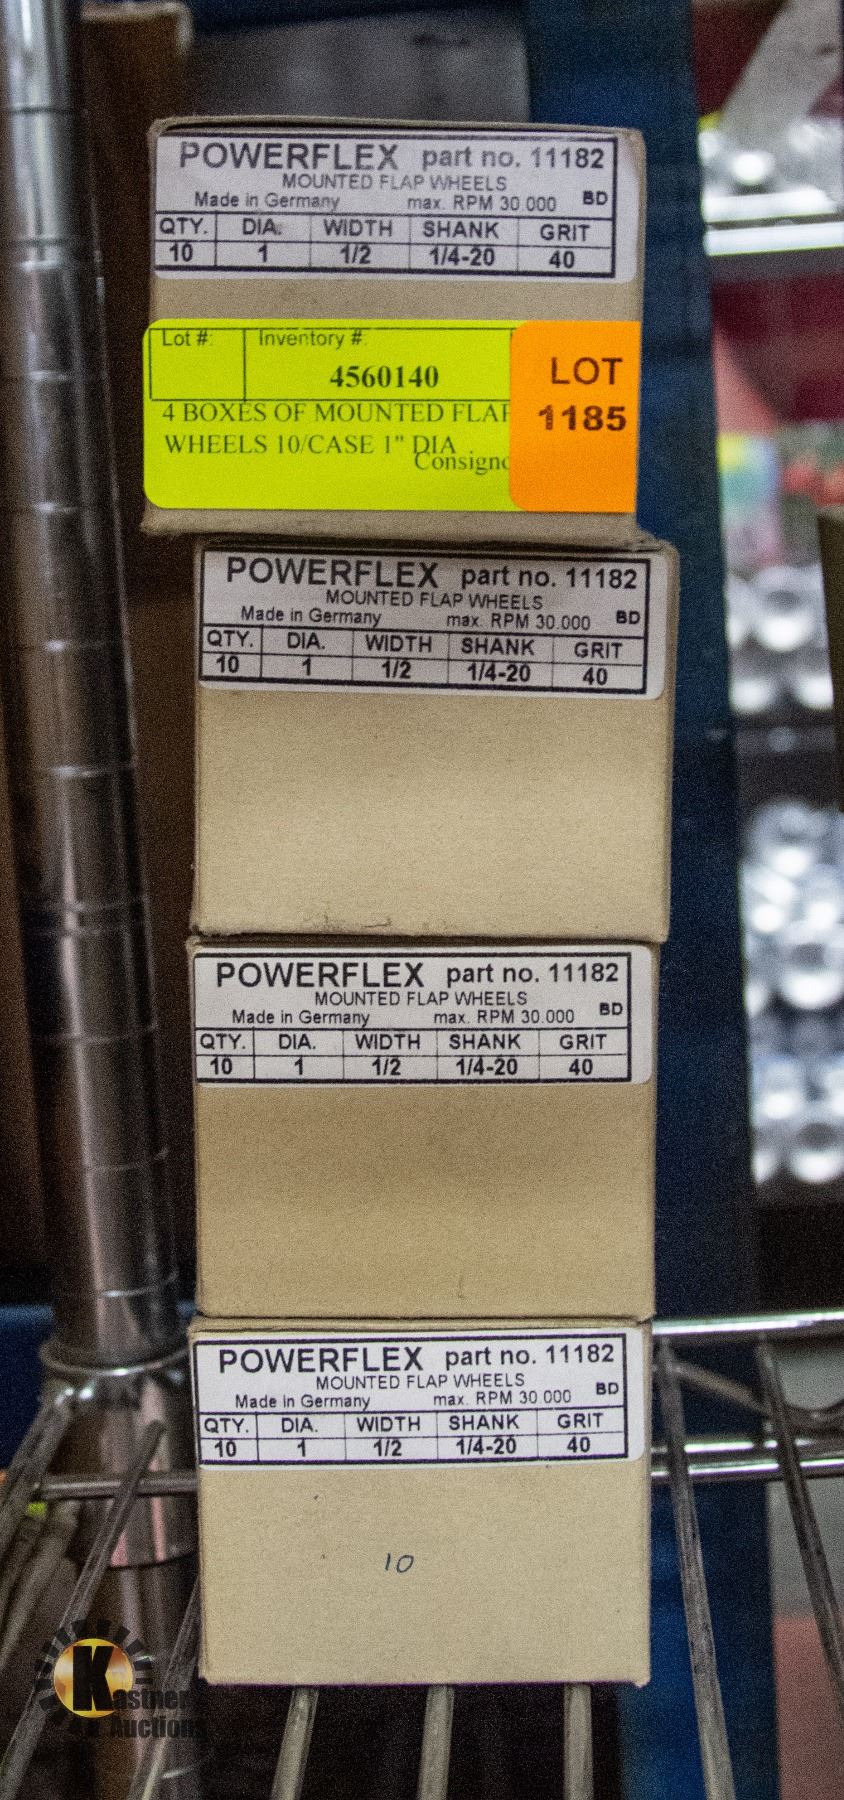 POWERFLEX part no. 11182
MOUNTED FLAP WHEELS
Made in Germany max. RPM 30.000 BD
QTY. DIA. WIDTH SHANK GRIT
10 1 1/2 1/4-20 40
Lot #: Inventory #:
4560140
4 BOXES OF MOUNTED FLAP
WHEELS 10/CASE 1" DIA
Consigno
LOT
1185
POWERFLEX part no. 11182
MOUNTED FLAP WHEELS
Made in Germany max. RPM 30.000 BD
QTY. DIA. WIDTH SHANK GRIT
10 1 1/2 1/4-20 40
POWERFLEX part no. 11182
MOUNTED FLAP WHEELS
Made in Germany max. RPM 30.000 BD
QTY. DIA. WIDTH SHANK GRIT
10 1 1/2 1/4-20 40
POWERFLEX part no. 11182
MOUNTED FLAP WHEELS
Made in Germany max. RPM 30.000 BD
QTY. DIA. WIDTH SHANK GRIT
10 1 1/2 1/4-20 40
10
Kastner
Auctions